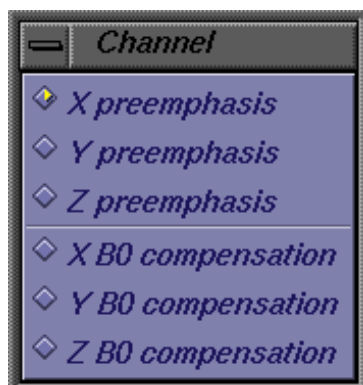 Channel
X preemphasis
Y preemphasis
Z preemphasis
X B0 compensation
Y B0 compensation
Z B0 compensation